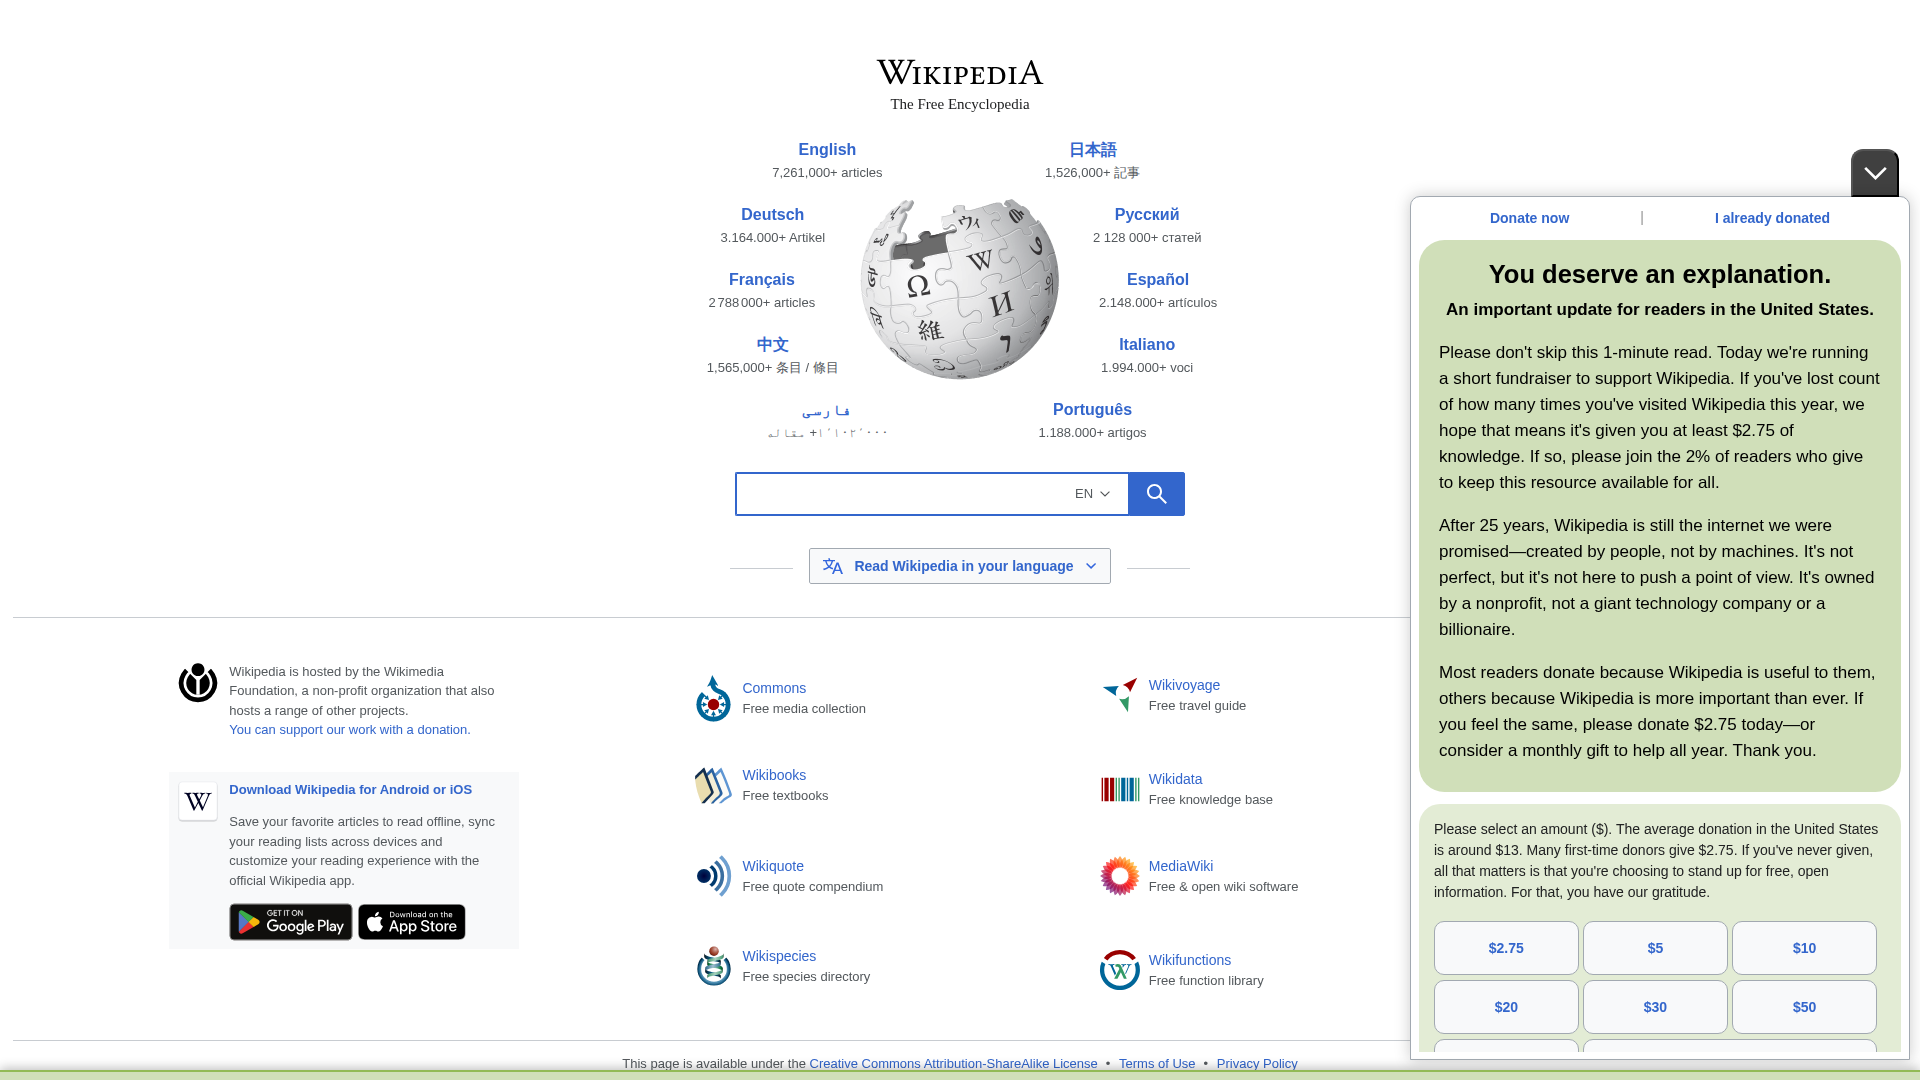 WIKIPEDIA
The Free Encyclopedia
English
7,261,000+ articles
日本語
1,526,000+ 記事
Deutsch
3.164.000+ Artikel
Русский
2 128 000+ статей
Français
2 788 000+ articles
Español
2.148.000+ artículos
中文
1,565,000+ 条目 / 條目
Italiano
1.994.000+ voci
فارسی
Português
1.188.000+ artigos
Ω
W
И
維
ウィ
EN
Read Wikipedia in your language
Wikipedia is hosted by the Wikimedia
Foundation, a non-profit organization that also
hosts a range of other projects.
You can support our work with a donation.
W
Download Wikipedia for Android or iOS
Save your favorite articles to read offline, sync
your reading lists across devices and
customize your reading experience with the
official Wikipedia app.
GET IT ON
Google Play
Download on the
App Store
Commons
Free media collection
Wikivoyage
Free travel guide
Wikibooks
Free textbooks
Wikidata
Free knowledge base
Wikiquote
Free quote compendium
MediaWiki
Free & open wiki software
Wikispecies
Free species directory
Wikifunctions
Free function library
This page is available under the Creative Commons Attribution-ShareAlike License • Terms of Use • Privacy Policy
Donate now | I already donated
You deserve an explanation.
An important update for readers in the United States.
Please don't skip this 1-minute read. Today we're running
a short fundraiser to support Wikipedia. If you've lost count
of how many times you've visited Wikipedia this year, we
hope that means it's given you at least $2.75 of
knowledge. If so, please join the 2% of readers who give
to keep this resource available for all.
After 25 years, Wikipedia is still the internet we were
promised—created by people, not by machines. It's not
perfect, but it's not here to push a point of view. It's owned
by a nonprofit, not a giant technology company or a
billionaire.
Most readers donate because Wikipedia is useful to them,
others because Wikipedia is more important than ever. If
you feel the same, please donate $2.75 today—or
consider a monthly gift to help all year. Thank you.
Please select an amount ($). The average donation in the United States
is around $13. Many first-time donors give $2.75. If you've never given,
all that matters is that you're choosing to stand up for free, open
information. For that, you have our gratitude.
$2.75
$5
$10
$20
$30
$50